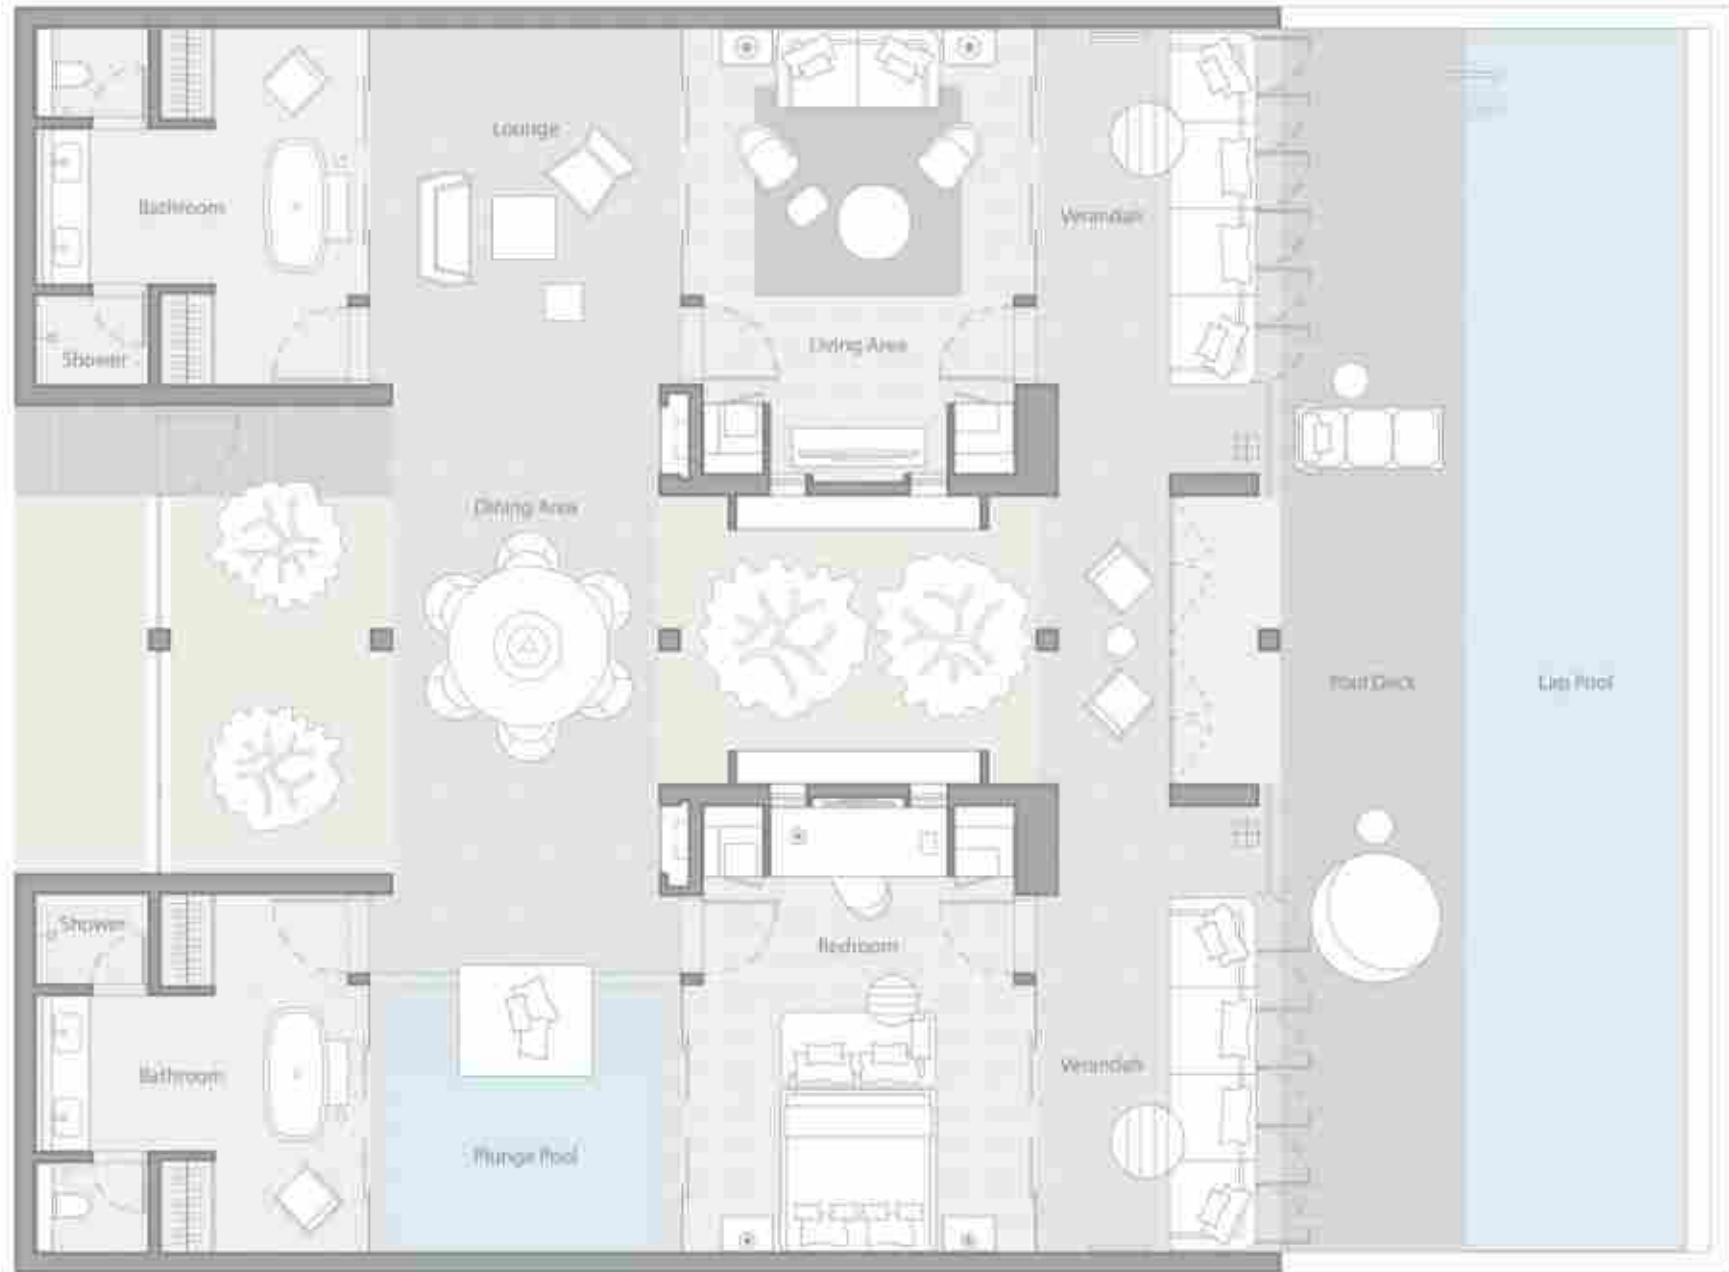 Lounge
Bathroom
Verandah
Living Area
Shower
Dining Area
Pool Deck
Lap Pool
Shower
Bedroom
Bathroom
Verandah
Plunge Pool